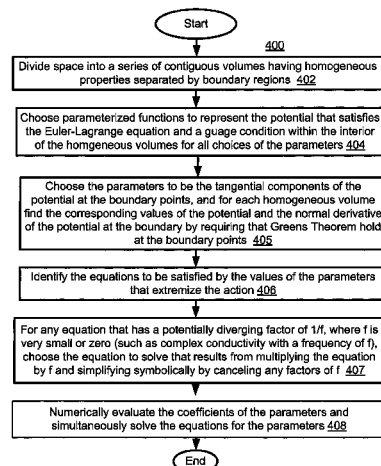 Start
400
Divide space into a series of contiguous volumes having homogeneous
properties separated by boundary regions 402
Choose parameterized functions to represent the potential that satisfies
the Euler-Lagrange equation and a guage condition within the interior
of the homgeneous volumes for all choices of the parameters 404
Choose the parameters to be the tangential components of the
potential at the boundary points, and for each homogeneous volume
find the corresponding values of the potential and the normal derivative
of the potential at the boundary by requiring that Greens Theorem hold
at the boundary points 405
Identify the equations to be satisfied by the values of the parameters
that extremize the action 406
For any equation that has a potentially diverging factor of 1/f, where f is
very small or zero (such as complex conductivity with a frequency of f),
choose the equation to solve that results from multiplying the equation
by f and simplifying symbolically by canceling any factors of f 407
Numerically evaluate the coefficients of the parameters and
simultaneously solve the equations for the parameters 408
End